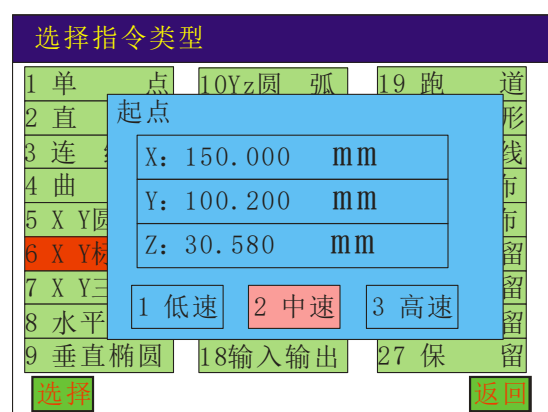 选择指令类型
1 单 点 10Yz圆 弧 19 跑 道
2 直 形
3 连 线
4 曲 布
5 X Y圆 布
6 X Y标 留
7 X Y三 留
8 水平 留
9 垂直椭圆 18输入输出 27 保 留
起点
X: 150.000 mm
Y: 100.200 mm
Z: 30.580 mm
1 低速 2 中速 3 高速
选择 返回